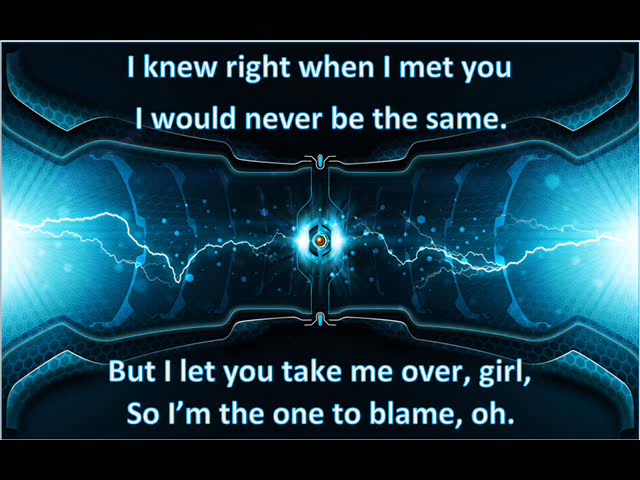 I knew right when I met you
I would never be the same.
But I let you take me over, girl,
So I’m the one to blame, oh.